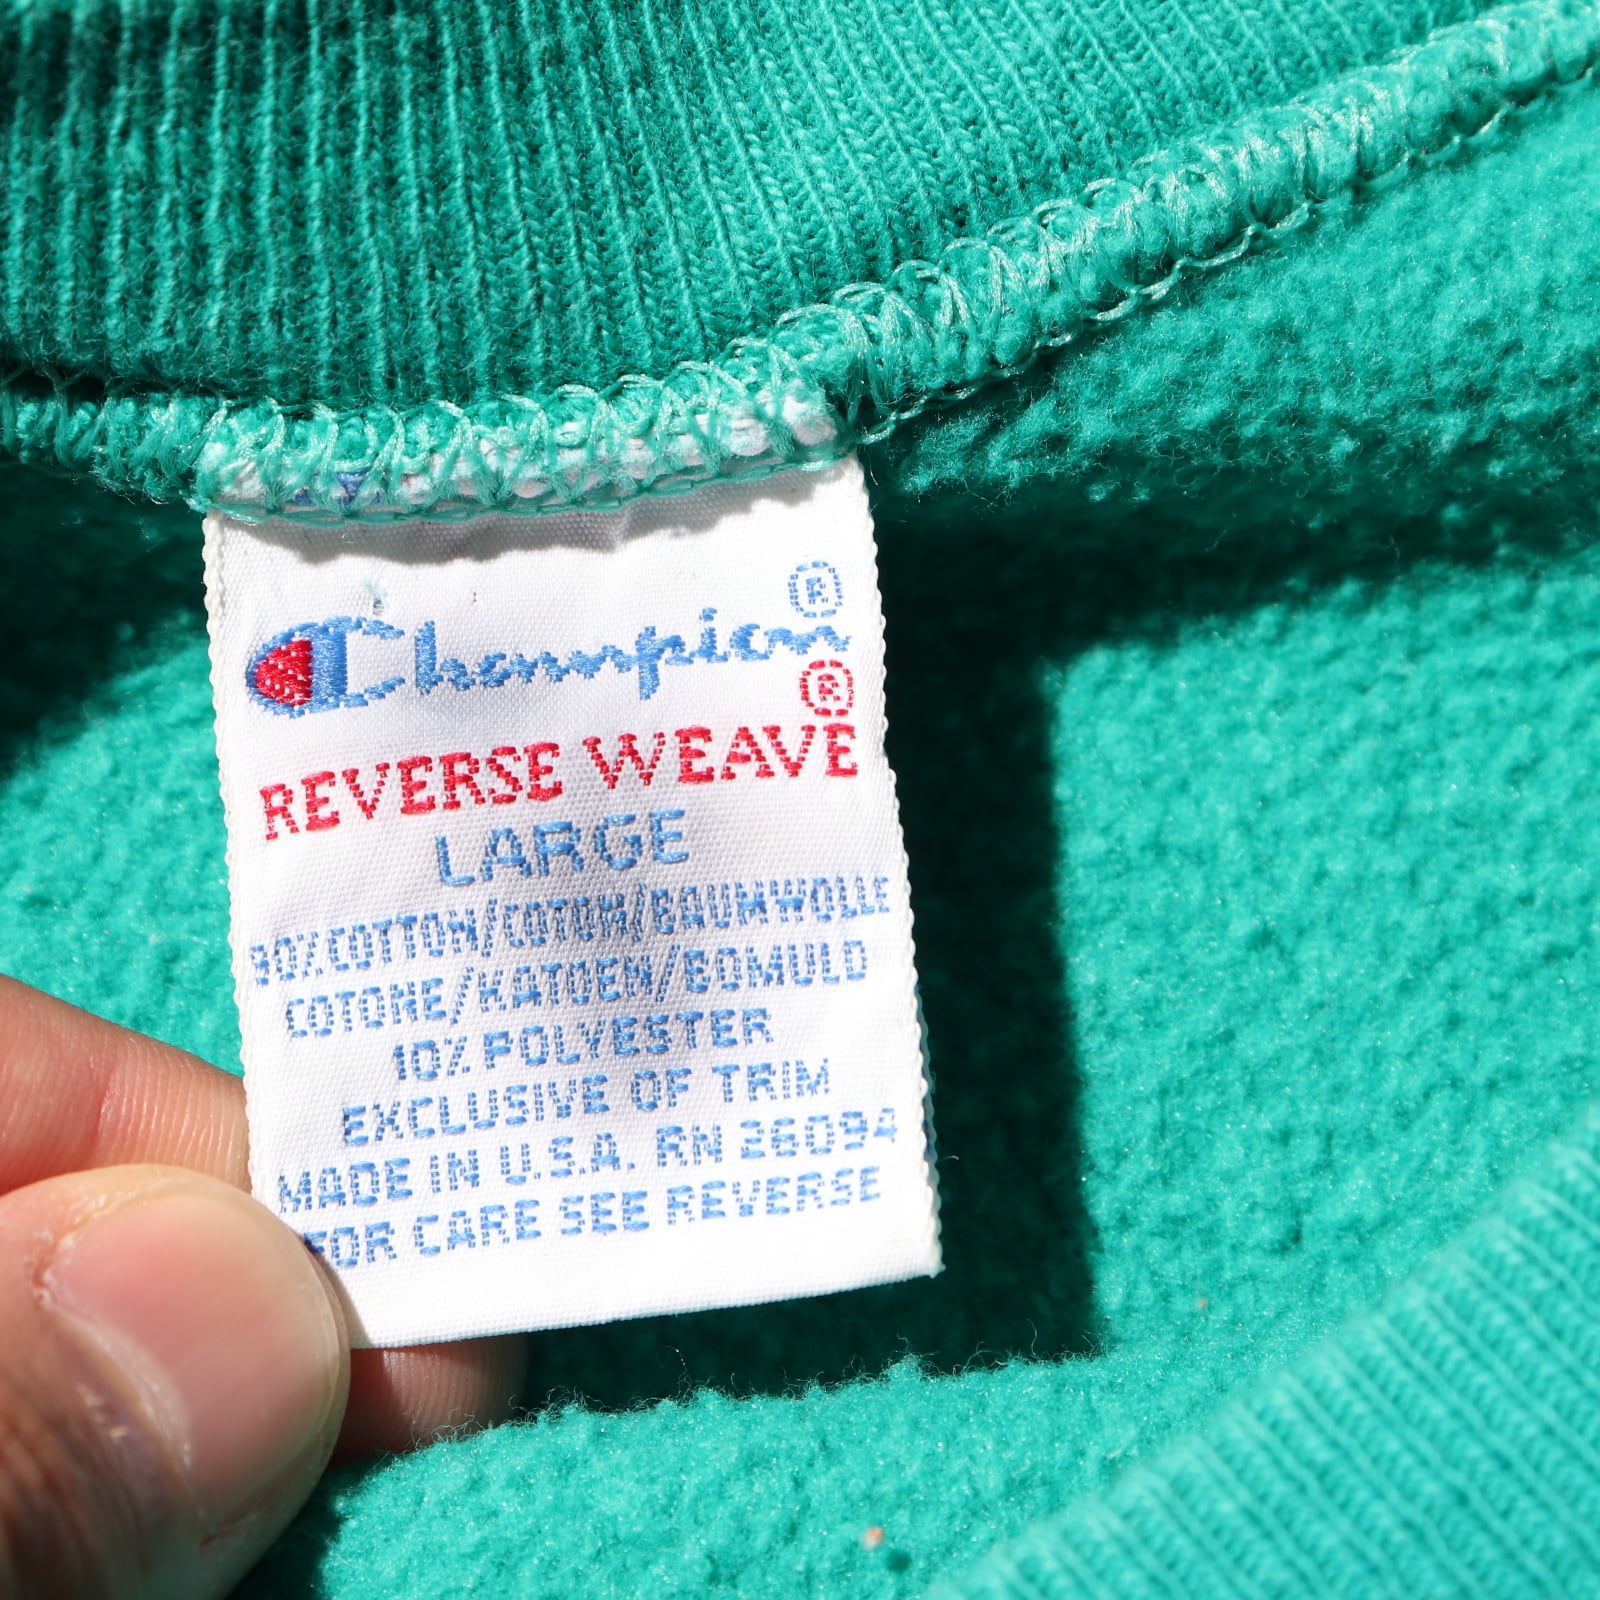 Champion®
REVERSE WEAVE®
LARGE
90% COTTON/COTON/BAUMWOLLE
COTONE/KATOEN/BOMULD
10% POLYESTER
EXCLUSIVE OF TRIM
MADE IN U.S.A. RN 26094
FOR CARE SEE REVERSE